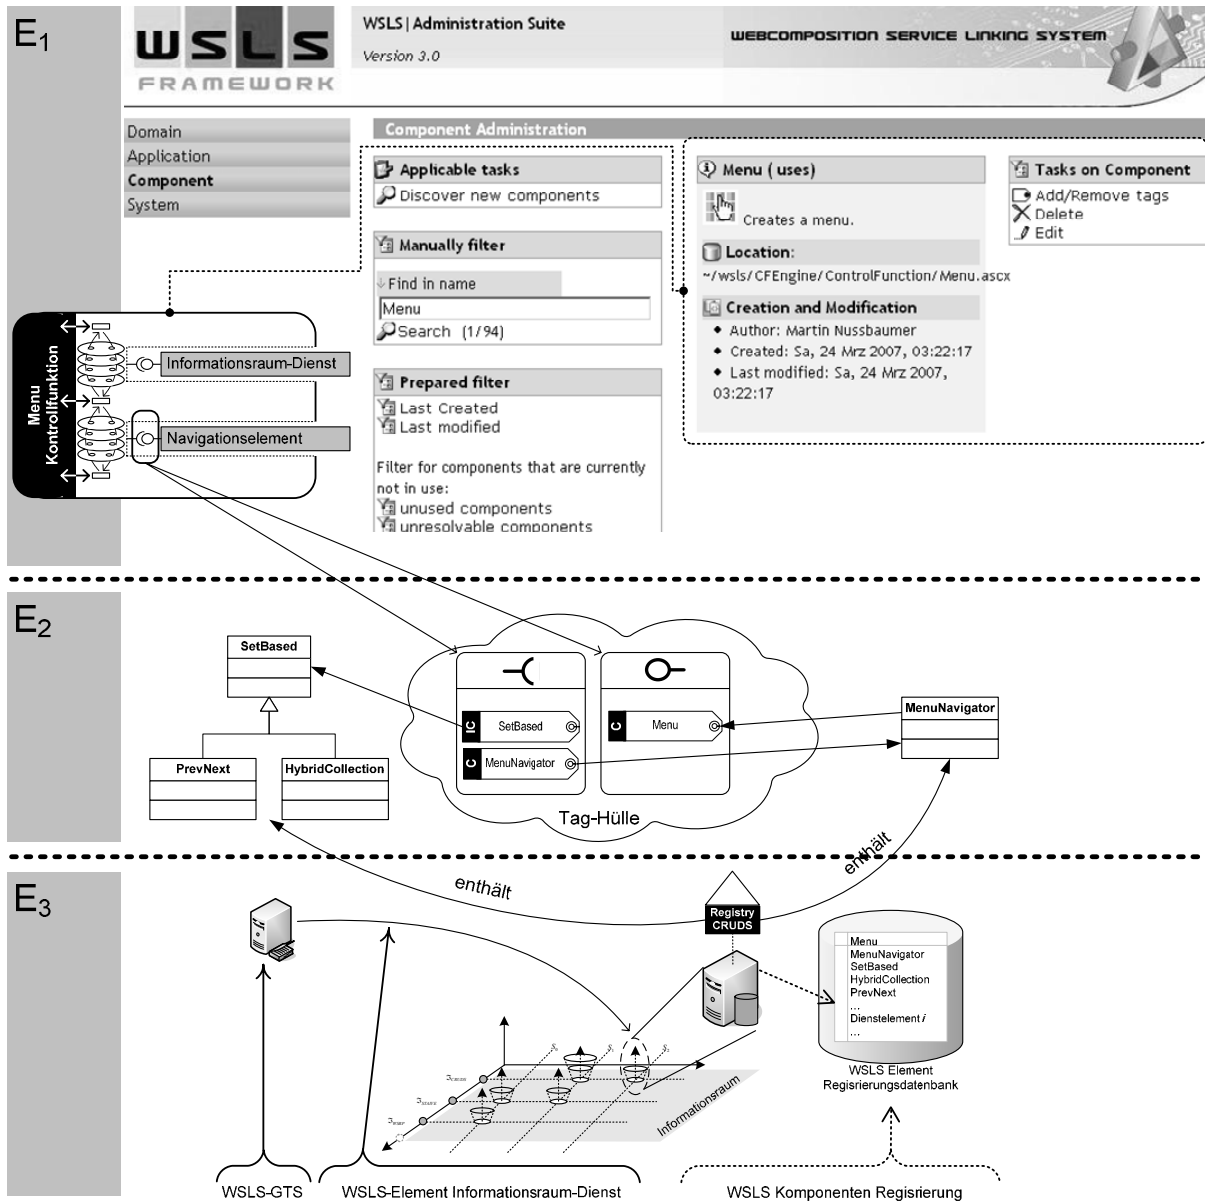 E1
WSLS
FRAMEWORK
WSLS | Administration Suite
Version 3.0
WEBCOMPOSITION SERVICE LINKING SYSTEM
Domain
Application
Component
System
Component Administration
Applicable tasks
Discover new components
Manually filter
Find in name
Menu
Search (1/94)
Prepared filter
Last Created
Last modified
Filter for components that are currently
not in use:
unused components
unresolvable components
Menu ( uses)
Creates a menu.
Location:
~/wsls/CFEngine/ControlFunction/Menu.ascx
Creation and Modification
Author: Martin Nussbaumer
Created: Sa, 24 Mrz 2007, 03:22:17
Last modified: Sa, 24 Mrz 2007,
03:22:17
Tasks on Component
Add/Remove tags
Delete
Edit
Menu
Kontrollfunktion
Informationsraum-Dienst
Navigationselement
E2
SetBased
PrevNext
HybridCollection
IC
SetBased
C
MenuNavigator
C
Menu
Tag-Hülle
MenuNavigator
enthält
enthält
E3
Registry
CRUDS
Menu
MenuNavigator
SetBased
HybridCollection
PrevNext
...
Dienstelement i
...
WSLS Element
Regisrierungsdatenbank
Informationsraum
WSLS-GTS
WSLS-Element Informationsraum-Dienst
WSLS Komponenten Regisrierung